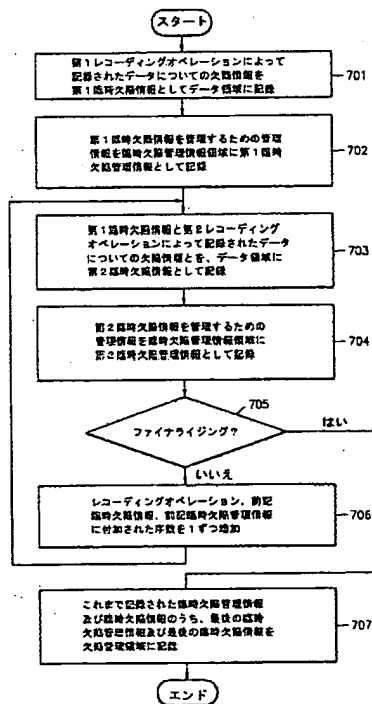 スタート
第1レコーディングオペレーションによって
記録されたデータについての欠陥情報を
第1臨時欠陥情報としてデータ領域に記録
701
第1臨時欠陥情報を管理するための管理
情報を臨時欠陥管理情報領域に第1臨時
欠陥管理情報として記録
702
第1臨時欠陥情報と第2レコーディング
オペレーションによって記録されたデータ
についての欠陥情報とを、データ領域に
第2臨時欠陥情報として記録
703
第2臨時欠陥情報を管理するための
管理情報を臨時欠陥管理情報領域に
第2臨時欠陥管理情報として記録
704
705
ファイナライジング?
はい
いいえ
レコーディングオペレーション、前記
臨時欠陥情報、前記臨時欠陥管理情報
に付加された序数を1ずつ増加
706
これまで記録された臨時欠陥管理情報
及び臨時欠陥情報のうち、最後の臨時
欠陥管理情報及び最後の臨時欠陥情報を
欠陥管理領域に記録
707
エンド